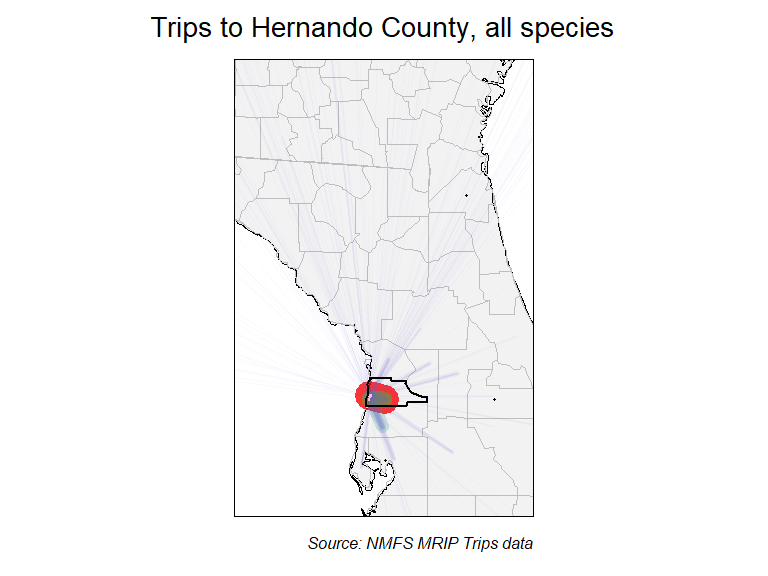 Trips to Hernando County, all species
Source: NMFS MRIP Trips data